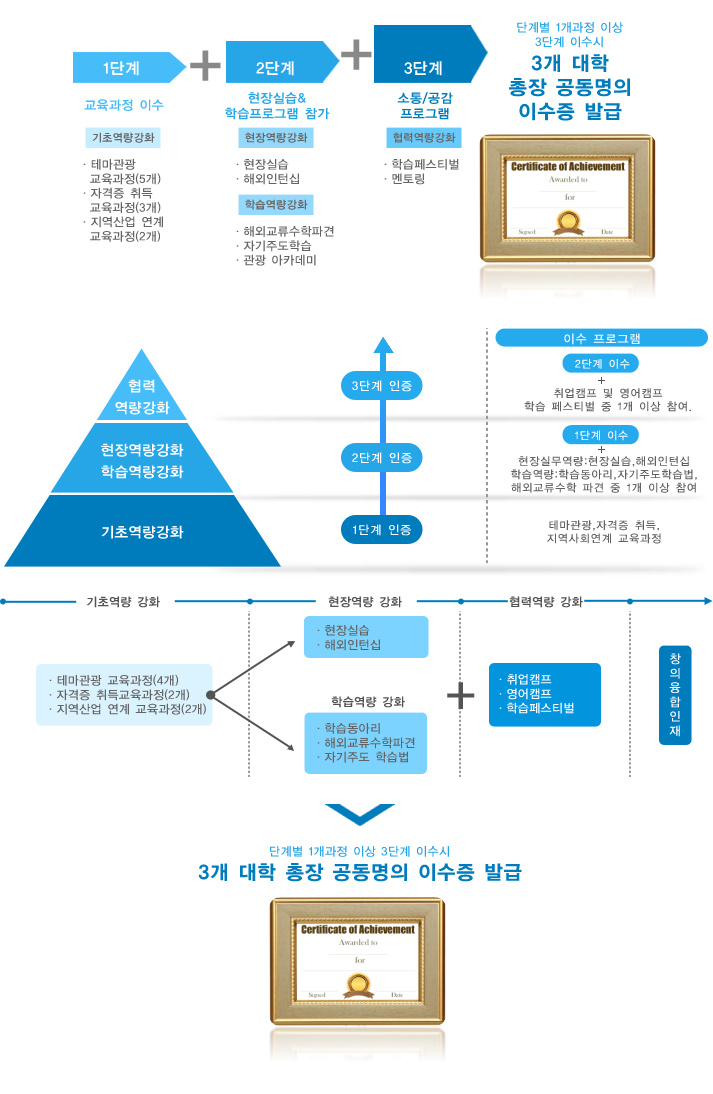 1단계
2단계
3단계
단계별 1개과정 이상
3단계 이수시
3개 대학
총장 공동명의
이수증 발급
교육과정 이수
기초역량강화
· 테마관광
교육과정(5개)
· 자격증 취득
교육과정(3개)
· 지역산업 연계
교육과정(2개)
현장실습&
학습프로그램 참가
현장역량강화
· 현장실습
· 해외인턴십
학습역량강화
· 해외교류수학파견
· 자기주도학습
· 관광 아카데미
소통/공감
프로그램
협력역량강화
· 학습페스티벌
· 멘토링
Certificate of Achievement
Awarded to
for
Signed
Date
협력
역량강화
현장역량강화
학습역량강화
기초역량강화
3단계 인증
2단계 인증
1단계 인증
이수 프로그램
2단계 이수
+
취업캠프 및 영어캠프
학습 페스티벌 중 1개 이상 참여.
1단계 이수
+
현장실무역량:현장실습,해외인턴십
학습역량:학습동아리,자기주도학습법,
해외교류수학 파견 중 1개 이상 참여
테마관광,자격증 취득,
지역사회연계 교육과정
기초역량 강화
현장역량 강화
협력역량 강화
· 테마관광 교육과정(4개)
· 자격증 취득교육과정(2개)
· 지역산업 연계 교육과정(2개)
· 현장실습
· 해외인턴십
학습역량 강화
· 학습동아리
· 해외교류수학파견
· 자기주도 학습법
· 취업캠프
· 영어캠프
· 학습페스티벌
창의융합인재
단계별 1개과정 이상 3단계 이수시
3개 대학 총장 공동명의 이수증 발급
Certificate of Achievement
Awarded to
for
Signed
Date